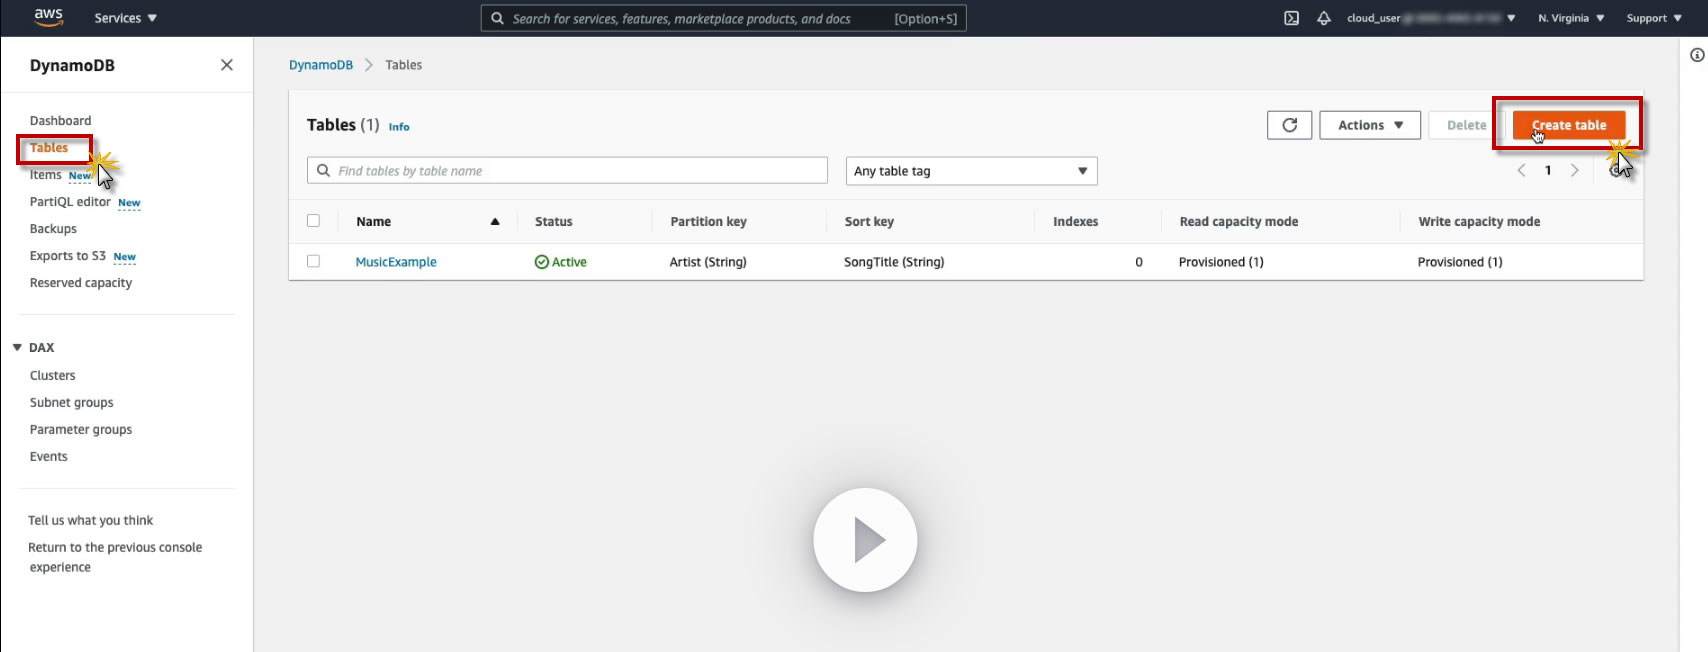 aws Services Search for services, features, marketplace products, and docs [Option+S] cloud_user N. Virginia Support
DynamoDB
Dashboard
Tables
Items New
PartiQL editor New
Backups
Exports to S3 New
Reserved capacity
DAX
Clusters
Subnet groups
Parameter groups
Events
Tell us what you think
Return to the previous console
experience
DynamoDB Tables
Tables (1) Info Actions Delete Create table
Find tables by table name Any table tag 1
Name Status Partition key Sort key Indexes Read capacity mode Write capacity mode
MusicExample Active Artist (String) SongTitle (String) 0 Provisioned (1) Provisioned (1)